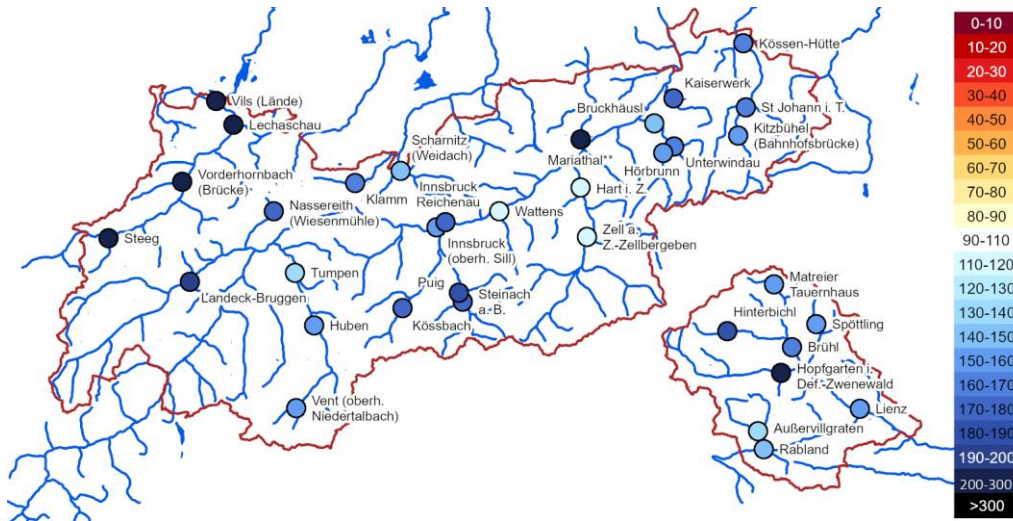 Kössen-Hütte
Kaiserwerk
Vils (Lände)
Bruckhäusl
St Johann i. T.
Lechaschau
Kitzbühel
(Bahnhofsbrücke)
Scharnitz
(Weidach)
Mariathal**
Hörbrunn
Unterwindau
Vorderhornbach
(Brücke)
Klamm
Innsbruck
Reichenau
Hart i. Z.
Nassereith
(Wiesenmühle)
Wattens
Steeg
Innsbruck
(oberh. Sill)
Zell a.
Z.-Zellbergeben
Tumpen
Landeck-Bruggen
Puig
Steinach
a.-B.
Kössbach
Huben
Vent (oberh.
Niedertalbach)
Matreier
Tauernhaus
Hinterbichl
Spöttling
Brühl
Hopfgarten i.
Def.-Zwenewald
Lienz
Außervillgraten
Rabland
0-10
10-20
20-30
30-40
40-50
50-60
60-70
70-80
80-90
90-110
110-120
120-130
130-140
140-150
150-160
160-170
170-180
180-190
190-200
200-300
>300